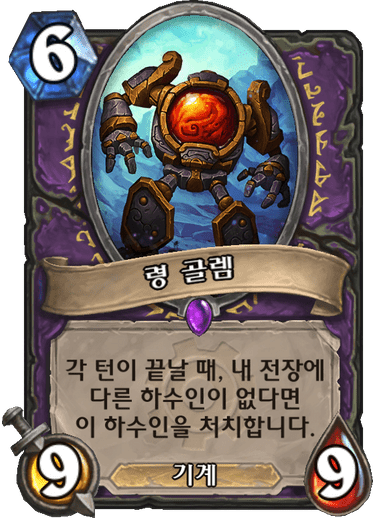 6
령 골렘
각 턴이 끝날 때, 내 전장에
다른 하수인이 없다면
이 하수인을 처치합니다.
9
기계
9